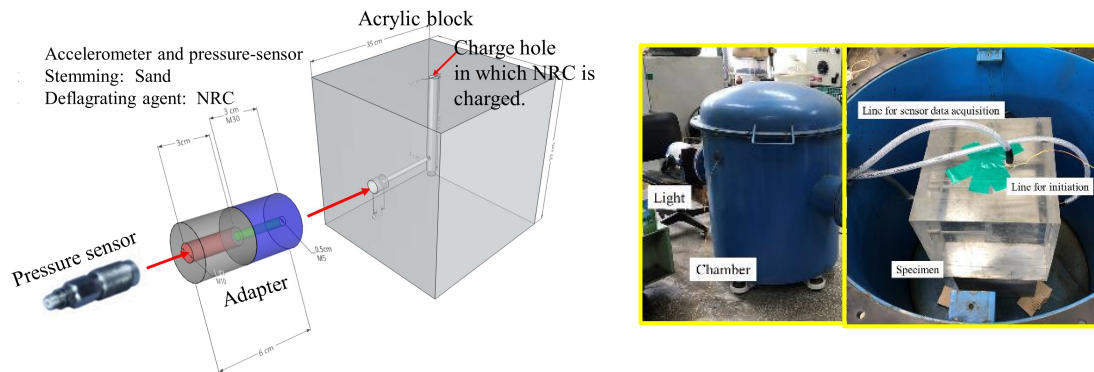 Acrylic block
Accelerometer and pressure-sensor
Stemming: Sand
Deflagrating agent: NRC
35 cm
Charge hole
in which NRC is
charged.
3 cm
M30
3cm
0.5cm
M5
M10
Pressure sensor
Adapter
6 cm
Light
Chamber
Line for sensor data acquisition
Line for initiation
Specimen